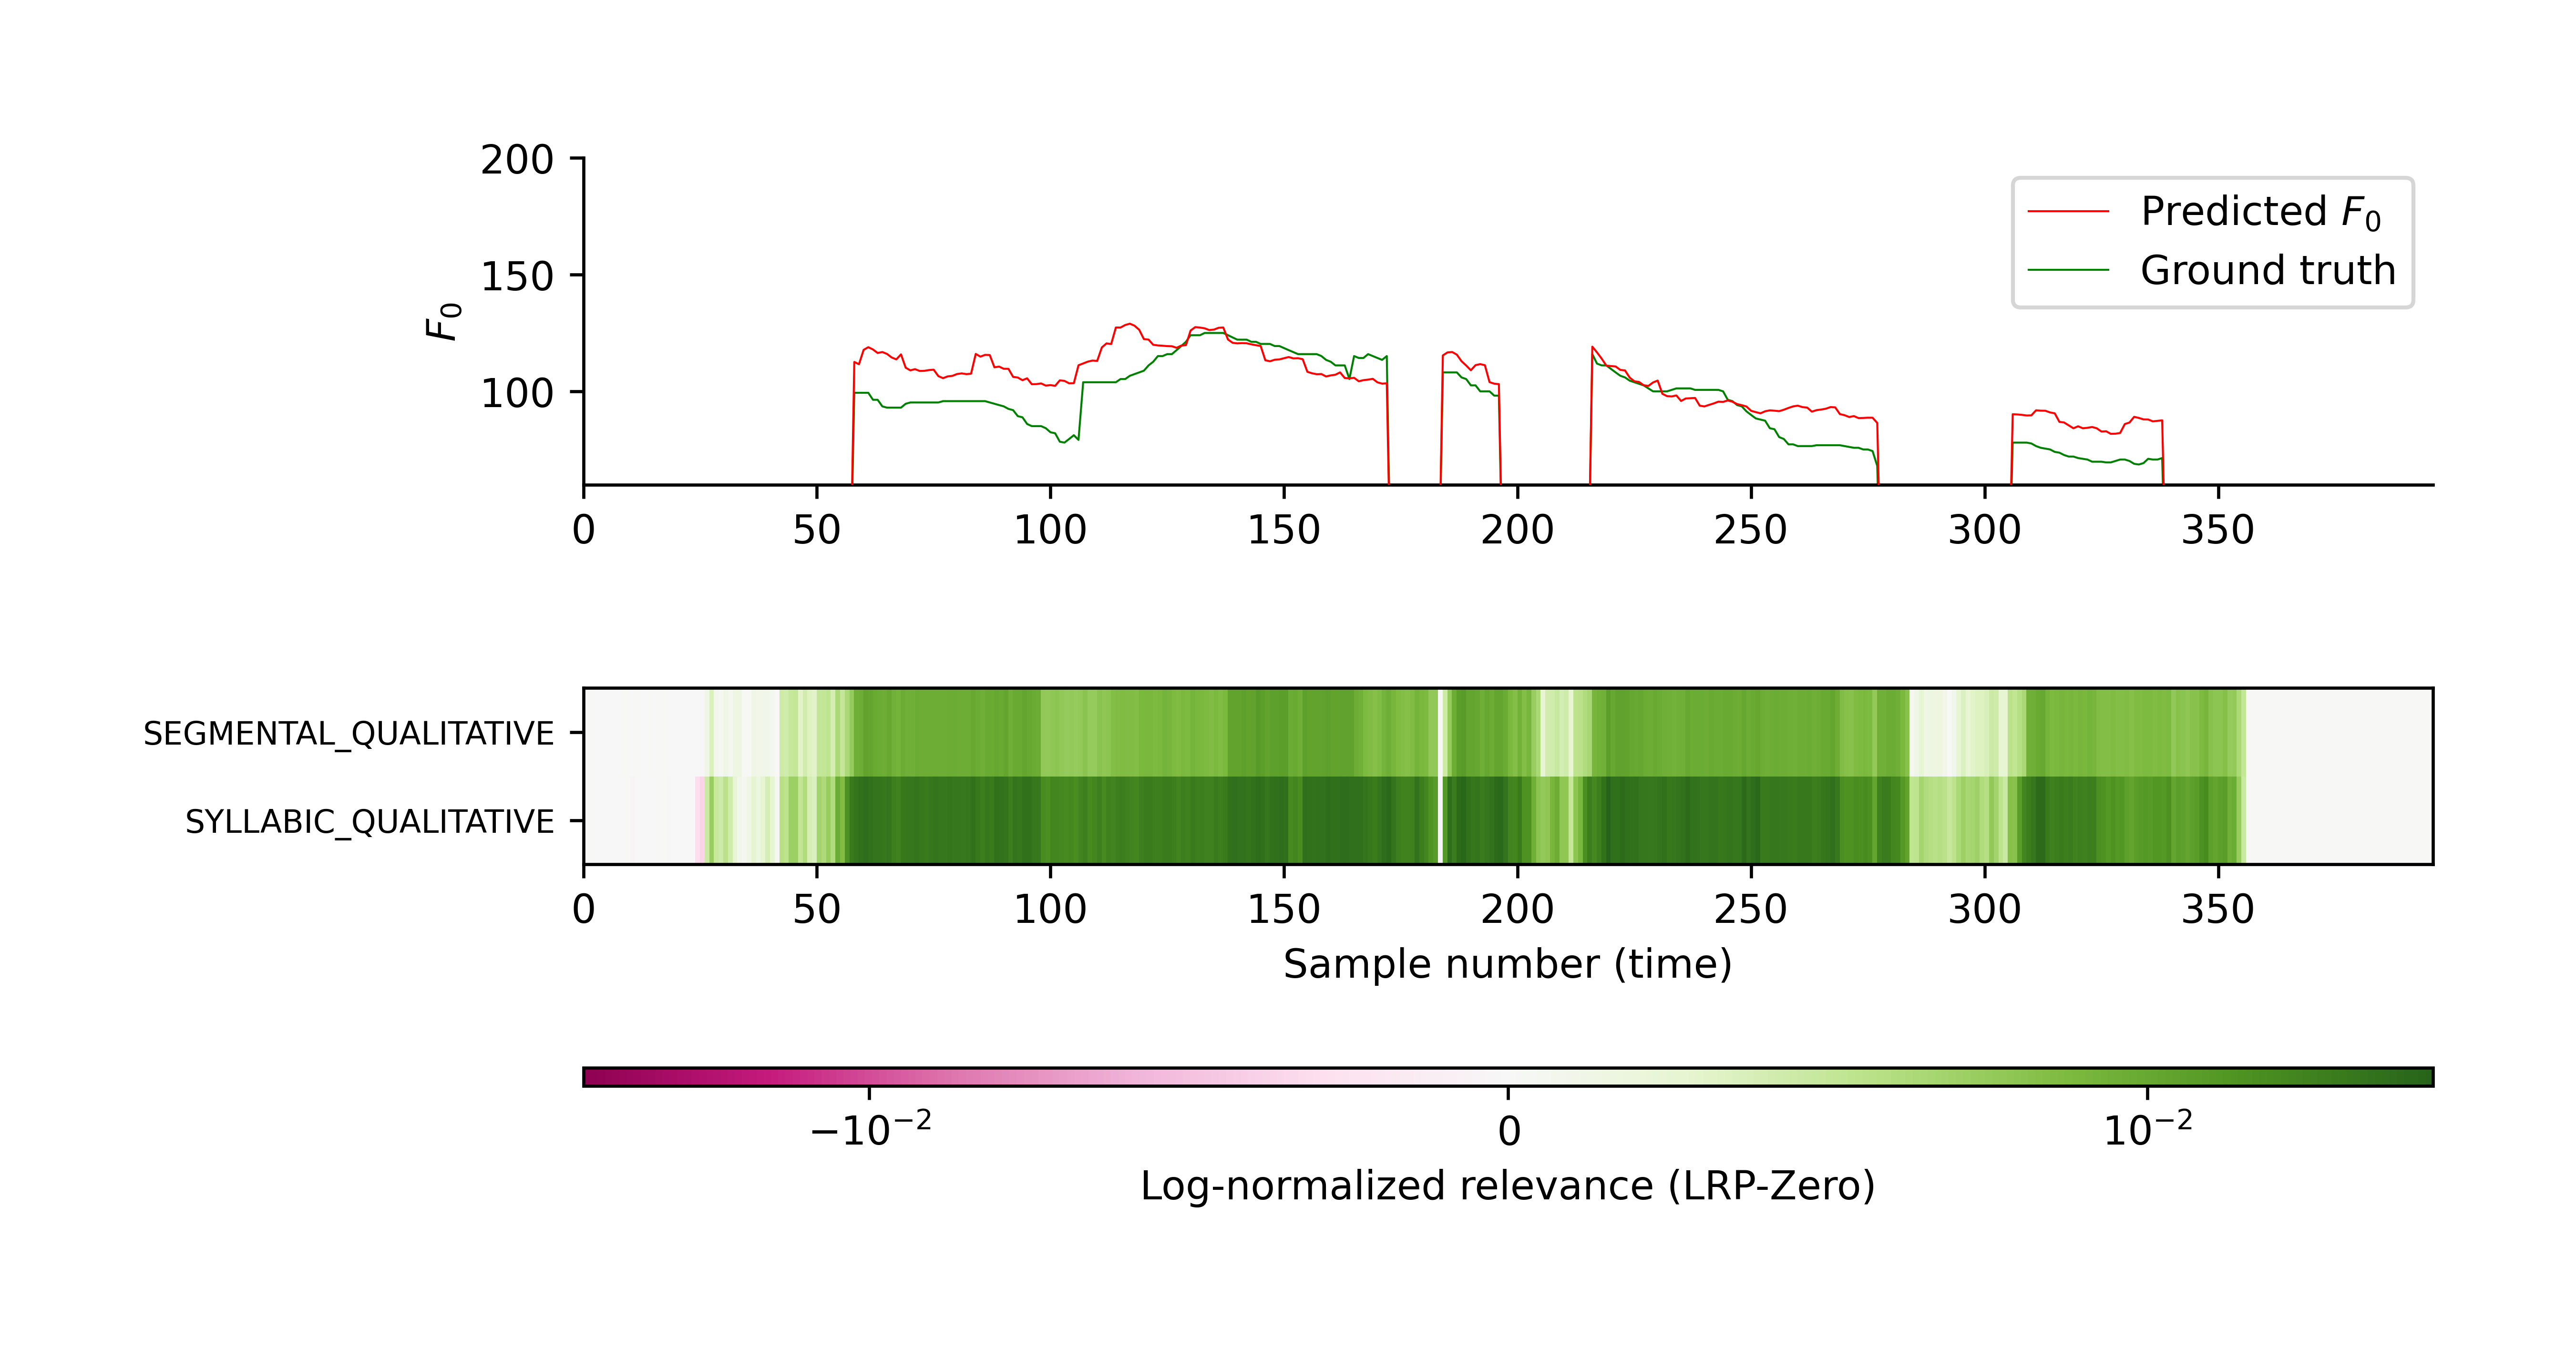 200
150
100
F₀
Predicted F₀
Ground truth
0 50 100 150 200 250 300 350
SEGMENTAL_QUALITATIVE
SYLLABIC_QUALITATIVE
0 50 100 150 200 250 300 350
Sample number (time)
−10⁻² 0 10⁻²
Log-normalized relevance (LRP-Zero)